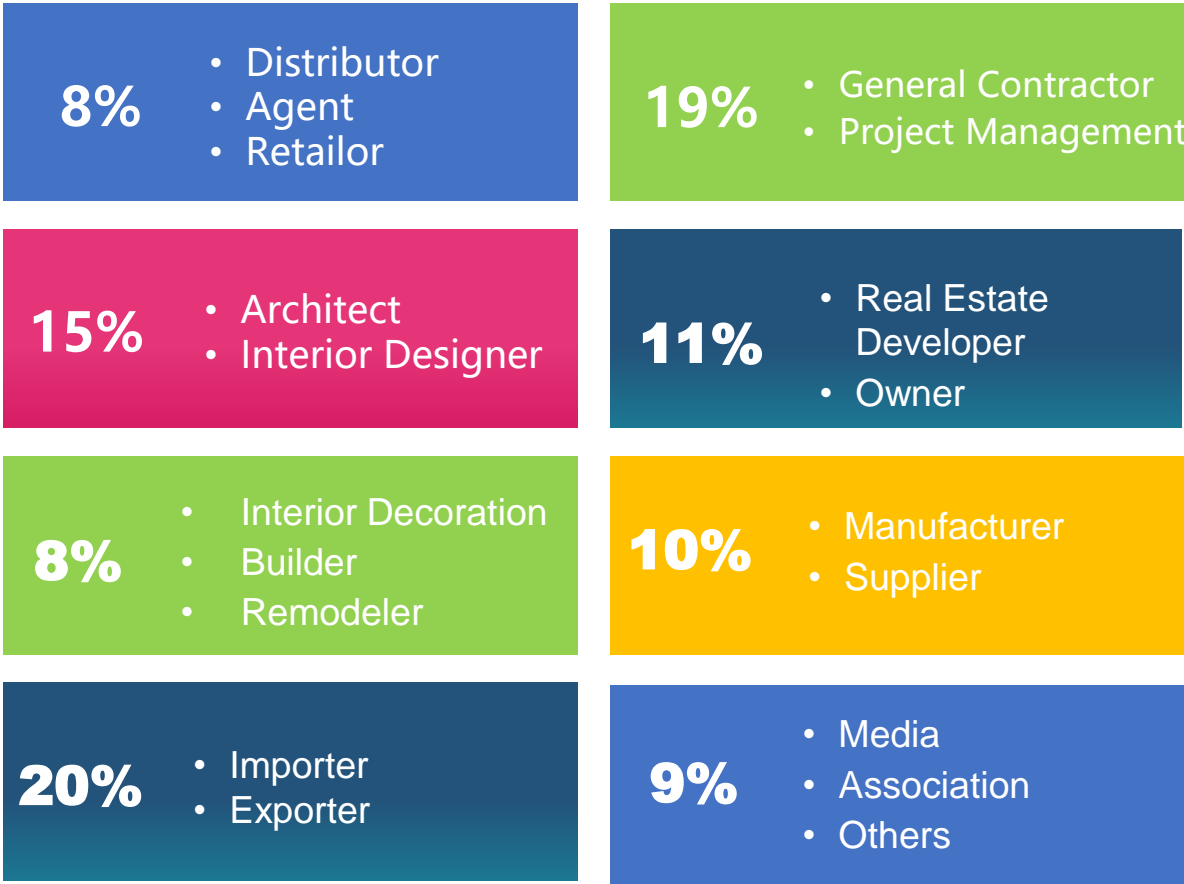 8%
• Distributor
• Agent
• Retailor
19%
• General Contractor
• Project Management
15%
• Architect
• Interior Designer
11%
• Real Estate
Developer
• Owner
8%
• Interior Decoration
• Builder
• Remodeler
10%
• Manufacturer
• Supplier
20%
• Importer
• Exporter
9%
• Media
• Association
• Others